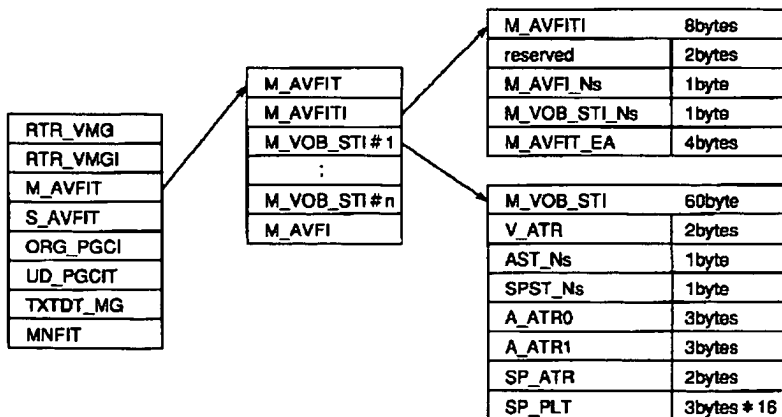 RTR_VMG
RTR_VMGI
M_AVFIT
S_AVFIT
ORG_PGCI
UD_PGCIT
TXTDT_MG
MNFIT
M_AVFIT
M_AVFITI
M_VOB_STI #1
:
M_VOB_STI #n
M_AVFI
M_AVFITI 8bytes
reserved 2bytes
M_AVFI_Ns 1byte
M_VOB_STI_Ns 1byte
M_AVFIT_EA 4bytes
M_VOB_STI 60byte
V_ATR 2bytes
AST_Ns 1byte
SPST_Ns 1byte
A_ATR0 3bytes
A_ATR1 3bytes
SP_ATR 2bytes
SP_PLT 3bytes * 16